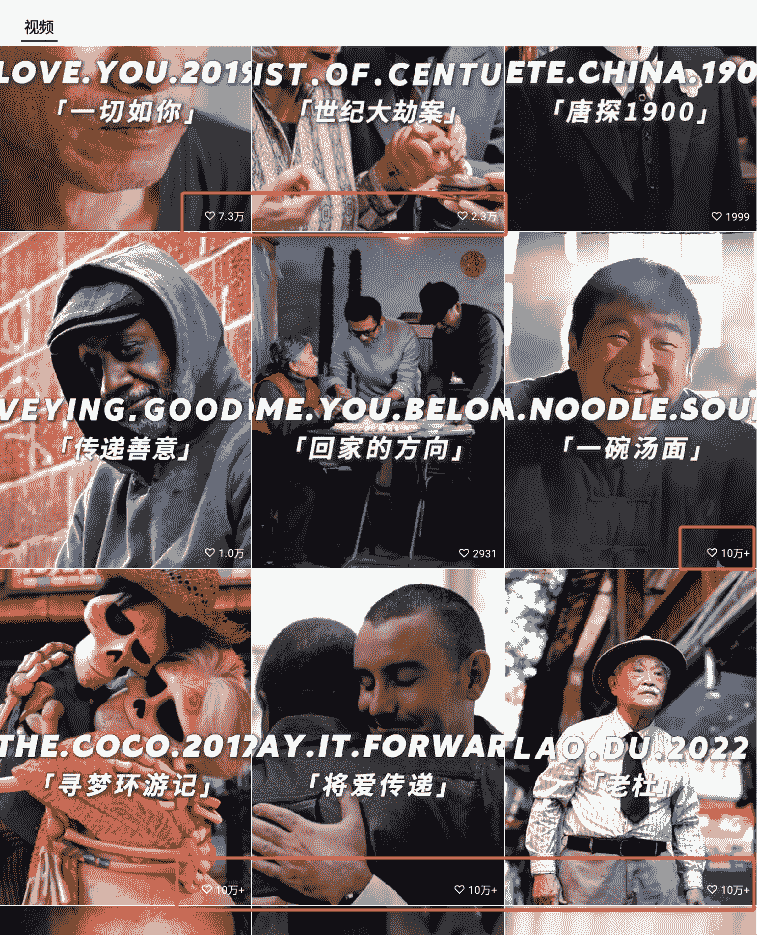 视频
LOVE.YOU.2019
「一切如你」
7.3万
IST.OF.CENTU
「世纪大劫案」
2.3万
ETE.CHINA.190
「唐探1900」
1999
VEYING.GOOD
「传递善意」
1.0万
ME.YOU.BELON
「回家的方向」
2931
A.NOODLE.SOU
「一碗汤面」
10万+
THE.COCO.2017
「寻梦环游记」
10万+
AY.IT.FORWAR
「将爱传递」
10万+
LAO.DU.2022
「老杜」
10万+